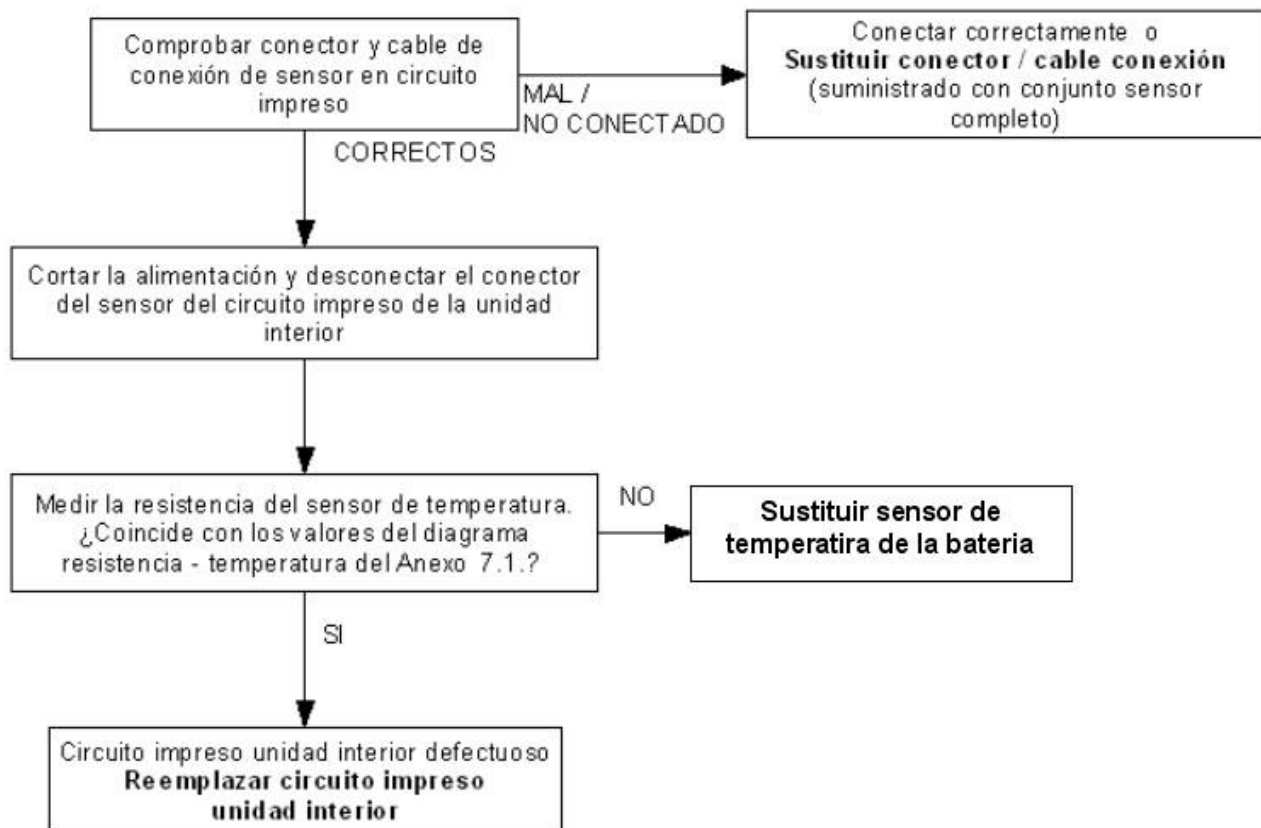 Comprobar conector y cable de
conexión de sensor en circuito
impreso
Conectar correctamente o
Sustituir conector / cable conexión
(suministrado con conjunto sensor
completo)
MAL /
NO CONECTADO
CORRECTOS
Cortar la alimentación y desconectar el conector
del sensor del circuito impreso de la unidad
interior
Medir la resistencia del sensor de temperatura.
¿Coincide con los valores del diagrama
resistencia - temperatura del Anexo 7.1.?
NO
Sustituir sensor de
temperatira de la bateria
SI
Circuito impreso unidad interior defectuoso
Reemplazar circuito impreso
unidad interior